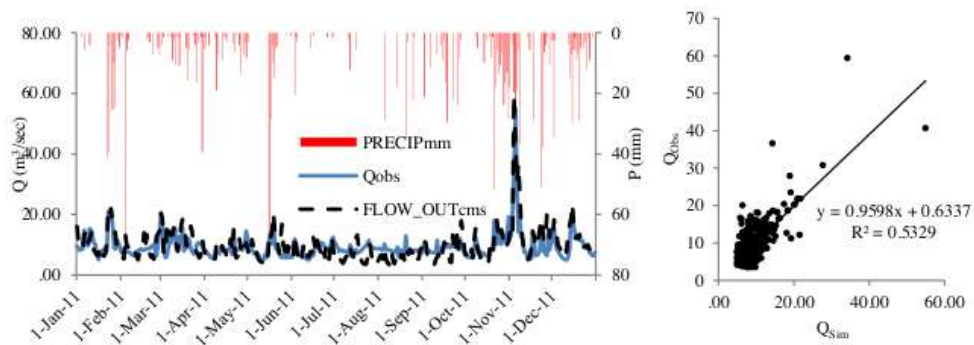 80.00
60.00
40.00
20.00
.00
Q (m³/sec)
0
20
40
60
80
P (mm)
PRECIPmm
Qobs
FLOW_OUTcms
1-Jan-11
1-Feb-11
1-Mar-11
1-Apr-11
1-May-11
1-Jun-11
1-Jul-11
1-Aug-11
1-Sep-11
1-Oct-11
1-Nov-11
1-Dec-11
70
60
50
40
30
20
10
0
QObs
y = 0.9598x + 0.6337
R² = 0.5329
.00
20.00
40.00
60.00
QSim